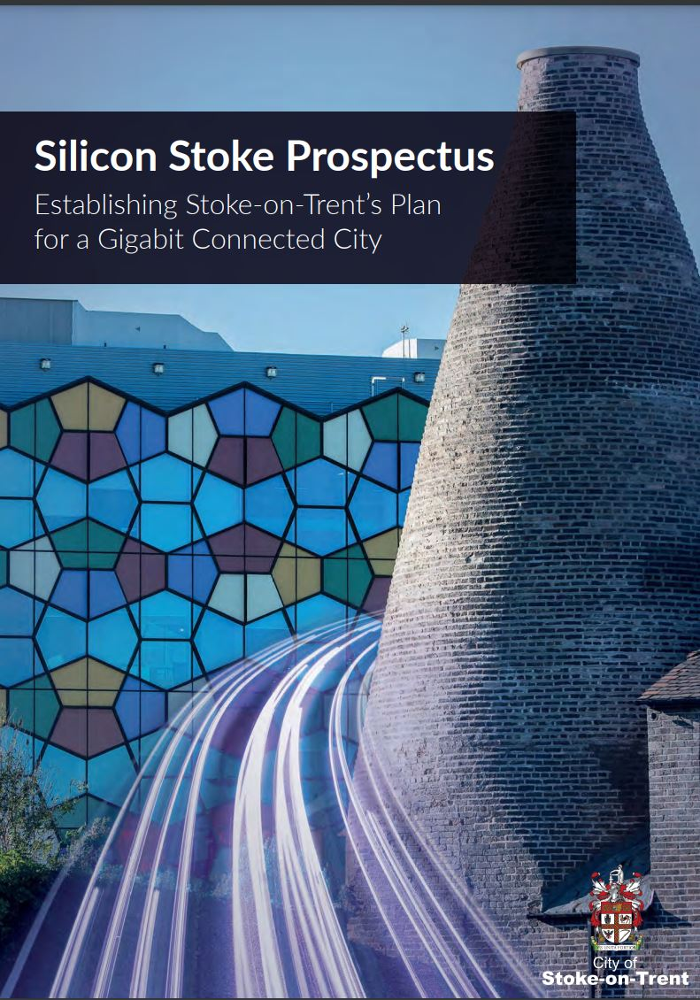 Silicon Stoke Prospectus
Establishing Stoke-on-Trent’s Plan
for a Gigabit Connected City
City of
Stoke-on-Trent